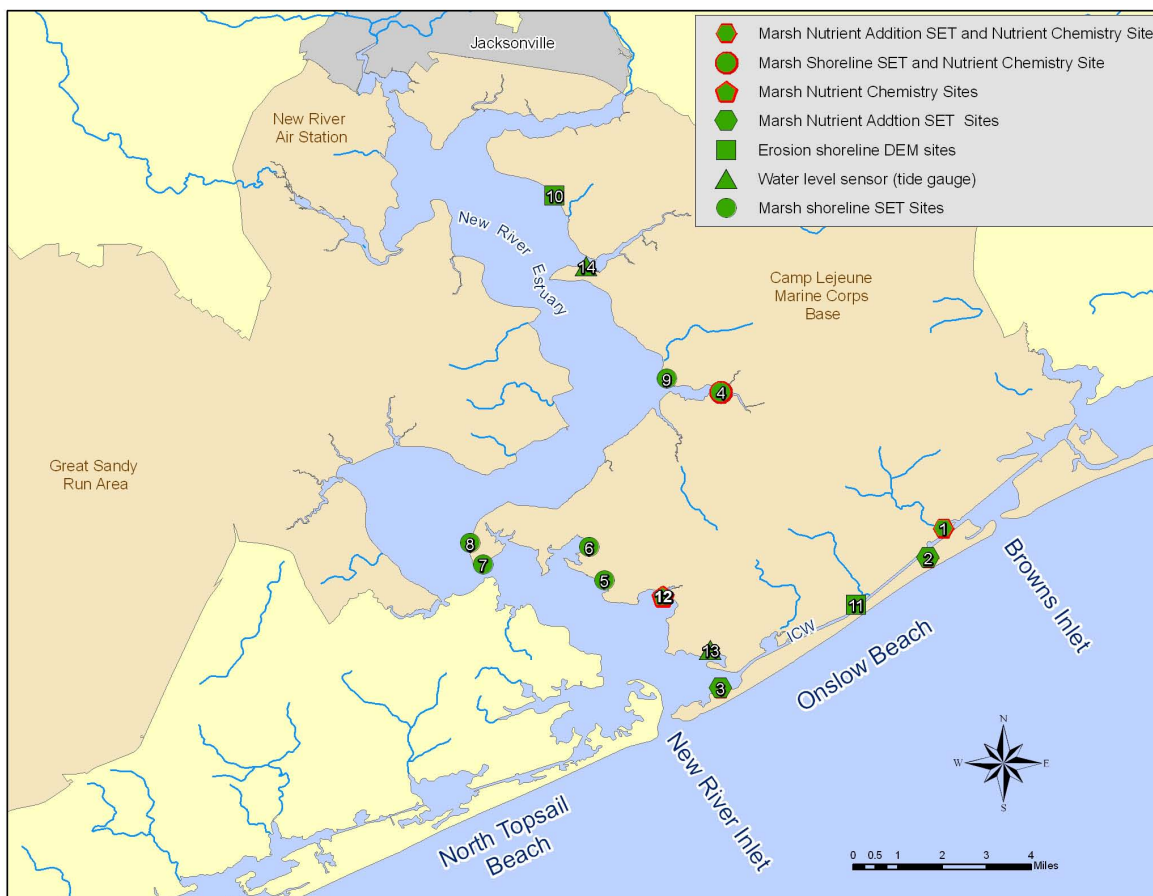 Jacksonville
New River
Air Station
Marsh Nutrient Addition SET and Nutrient Chemistry Site
Marsh Shoreline SET and Nutrient Chemistry Site
Marsh Nutrient Chemistry Sites
Marsh Nutrient Addtion SET Sites
Erosion shoreline DEM sites
Water level sensor (tide gauge)
Marsh shoreline SET Sites
10
New River Estuary
14
Camp Lejeune
Marine Corps
Base
9
4
Great Sandy
Run Area
1
8
6
2
7
5
12
11
Browns Inlet
ICW
13
Onslow Beach
3
New River Inlet
North Topsail
Beach
N
W
E
S
0 0.5 1 2 3 4
Miles